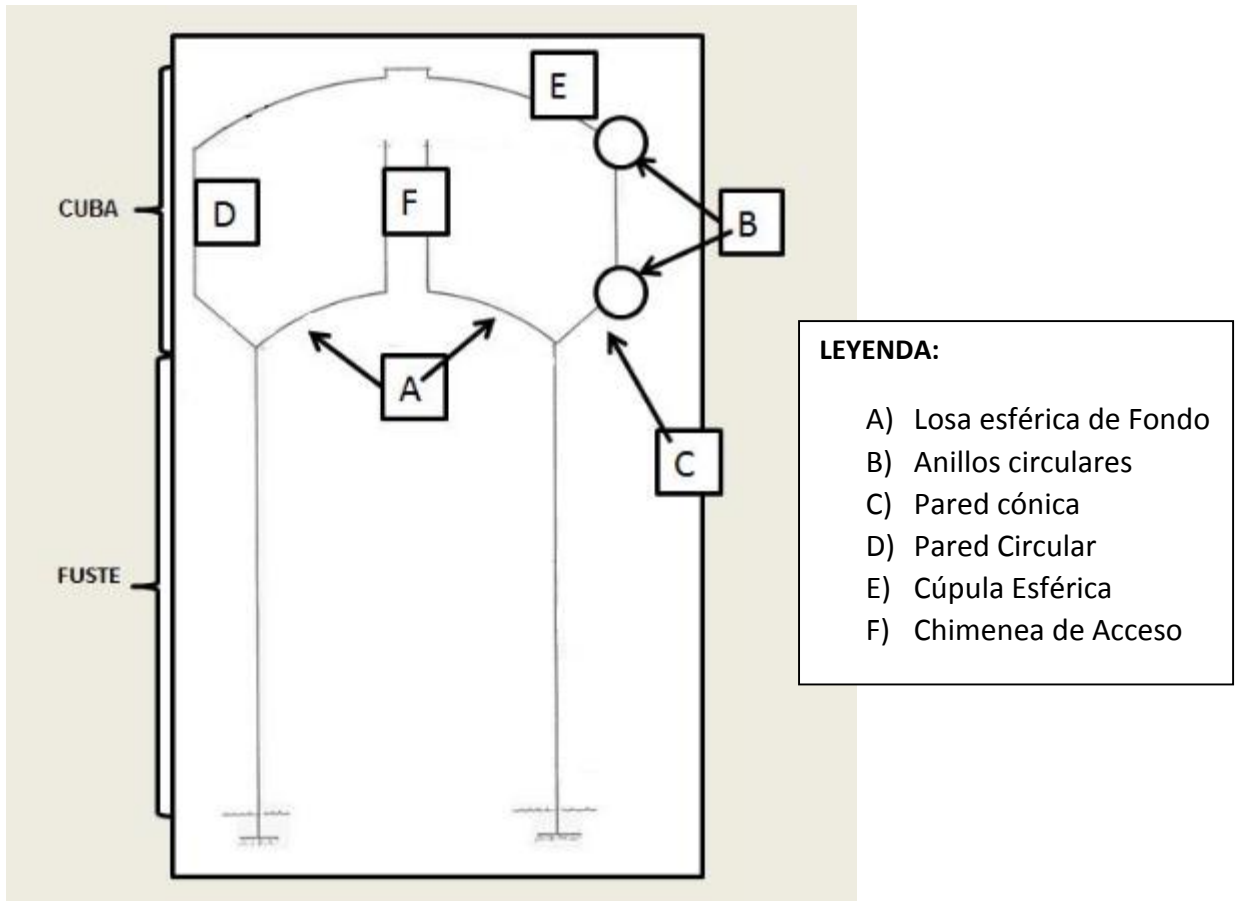 E
CUBA
D
F
B
A
C
FUSTE
LEYENDA:
A) Losa esférica de Fondo
B) Anillos circulares
C) Pared cónica
D) Pared Circular
E) Cúpula Esférica
F) Chimenea de Acceso